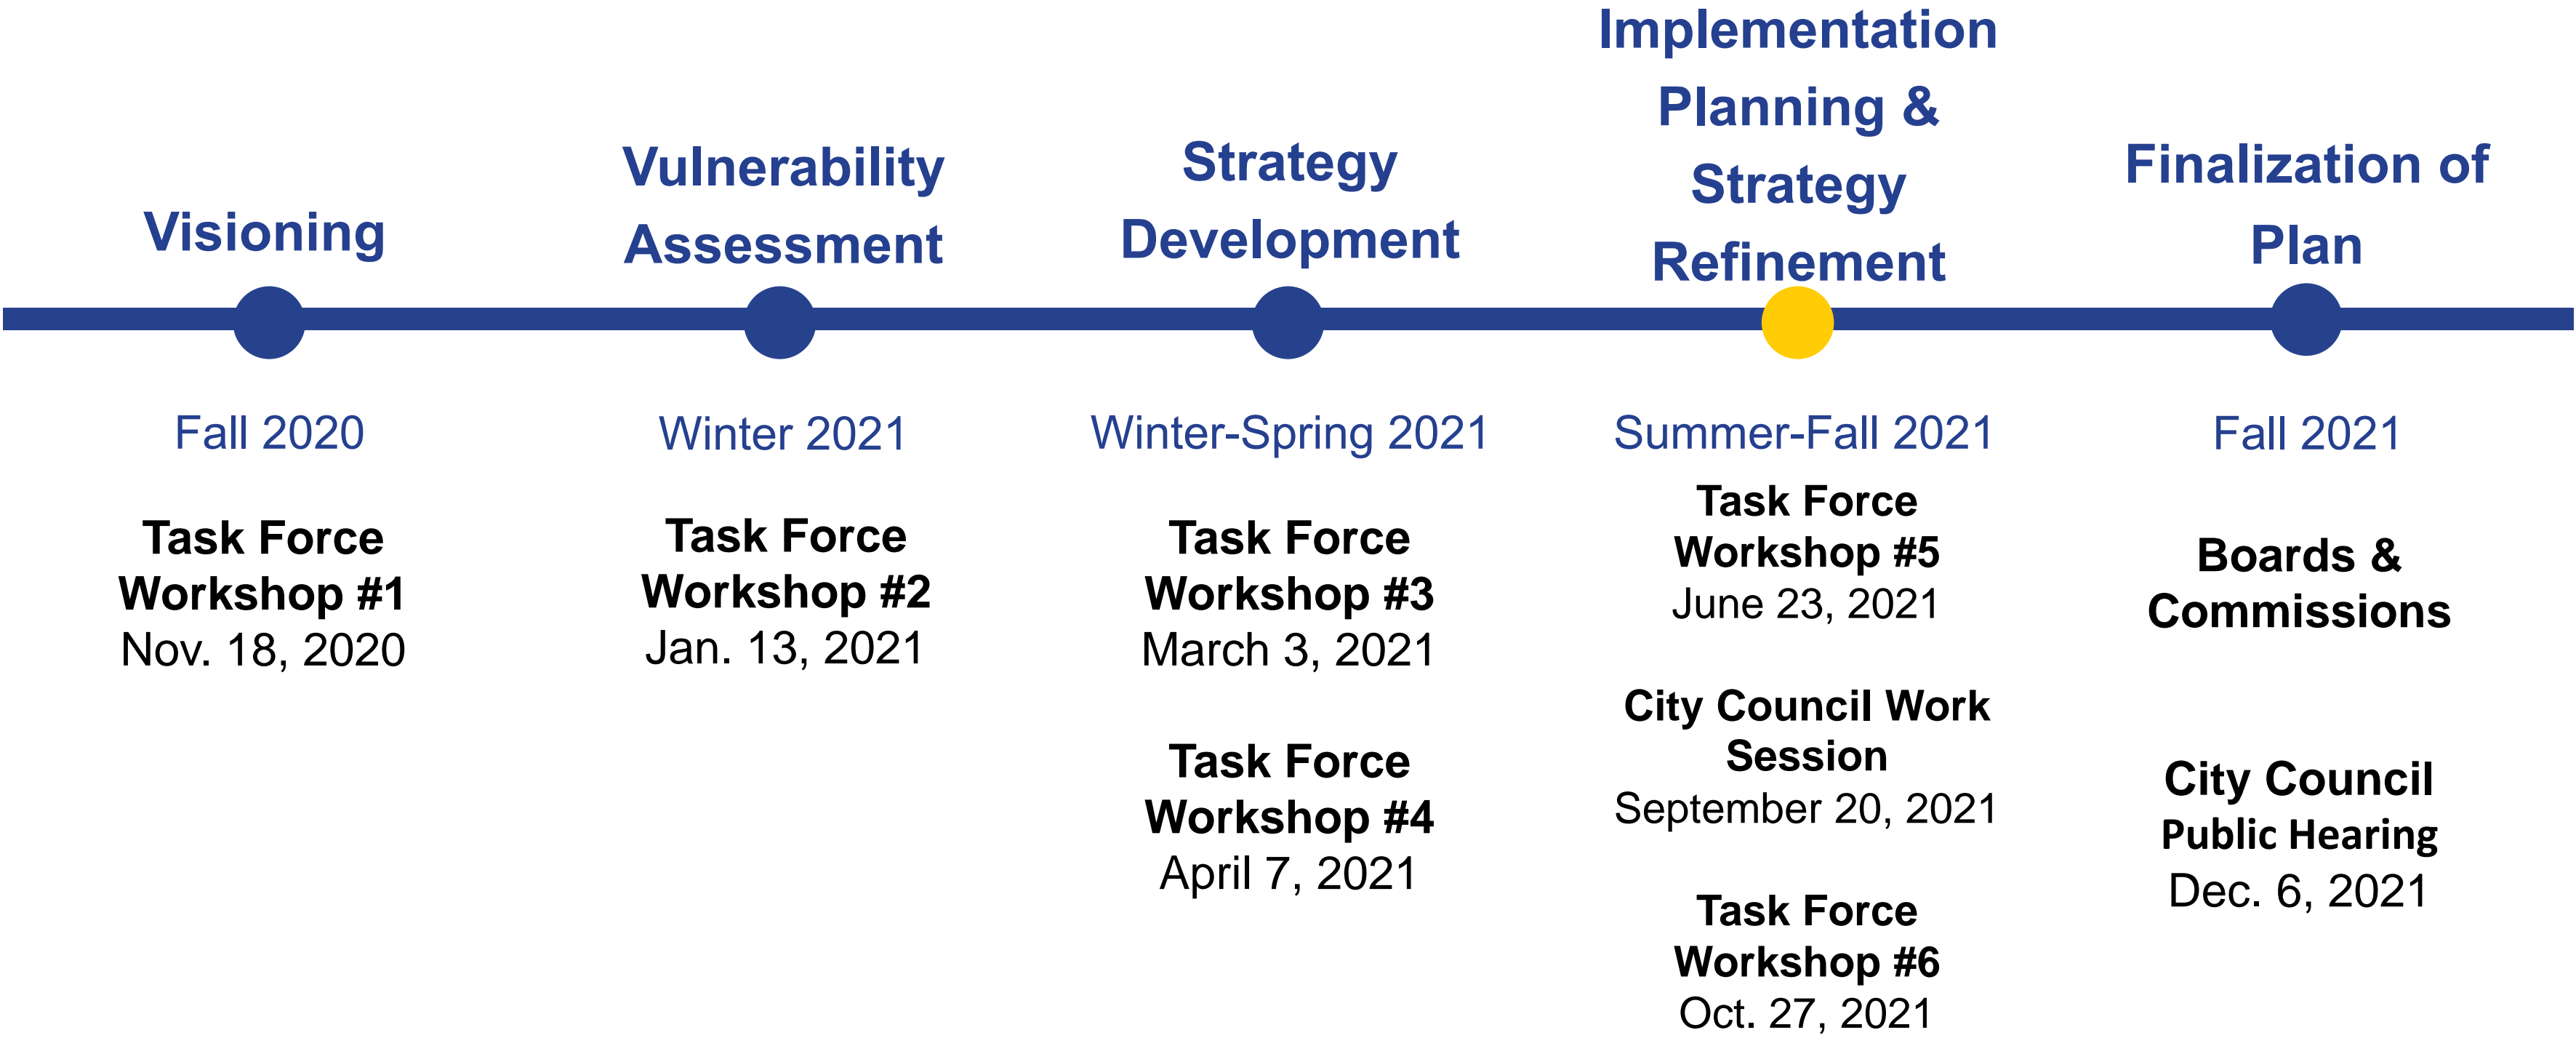 Visioning
Fall 2020
Task Force
Workshop #1
Nov. 18, 2020
Vulnerability
Assessment
Winter 2021
Task Force
Workshop #2
Jan. 13, 2021
Strategy
Development
Winter-Spring 2021
Task Force
Workshop #3
March 3, 2021
Task Force
Workshop #4
April 7, 2021
Implementation
Planning &
Strategy
Refinement
Summer-Fall 2021
Task Force
Workshop #5
June 23, 2021
City Council Work
Session
September 20, 2021
Task Force
Workshop #6
Oct. 27, 2021
Finalization of
Plan
Fall 2021
Boards &
Commissions
City Council
Public Hearing
Dec. 6, 2021